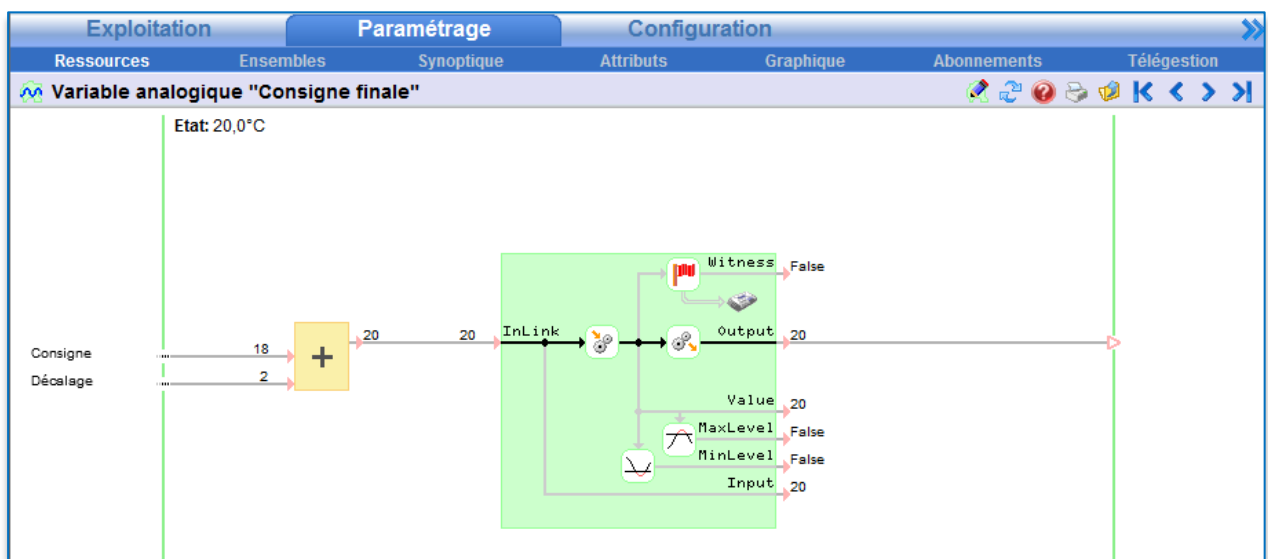 Exploitation Paramétrage Configuration
Ressources Ensembles Synoptique Attributs Graphique Abonnements Télégestion
Variable analogique "Consigne finale"
Etat: 20,0°C
Witness False
Consigne 18 + 20 20 InLink Output 20
Décalage 2
Value 20
MaxLevel False
MinLevel False
Input 20